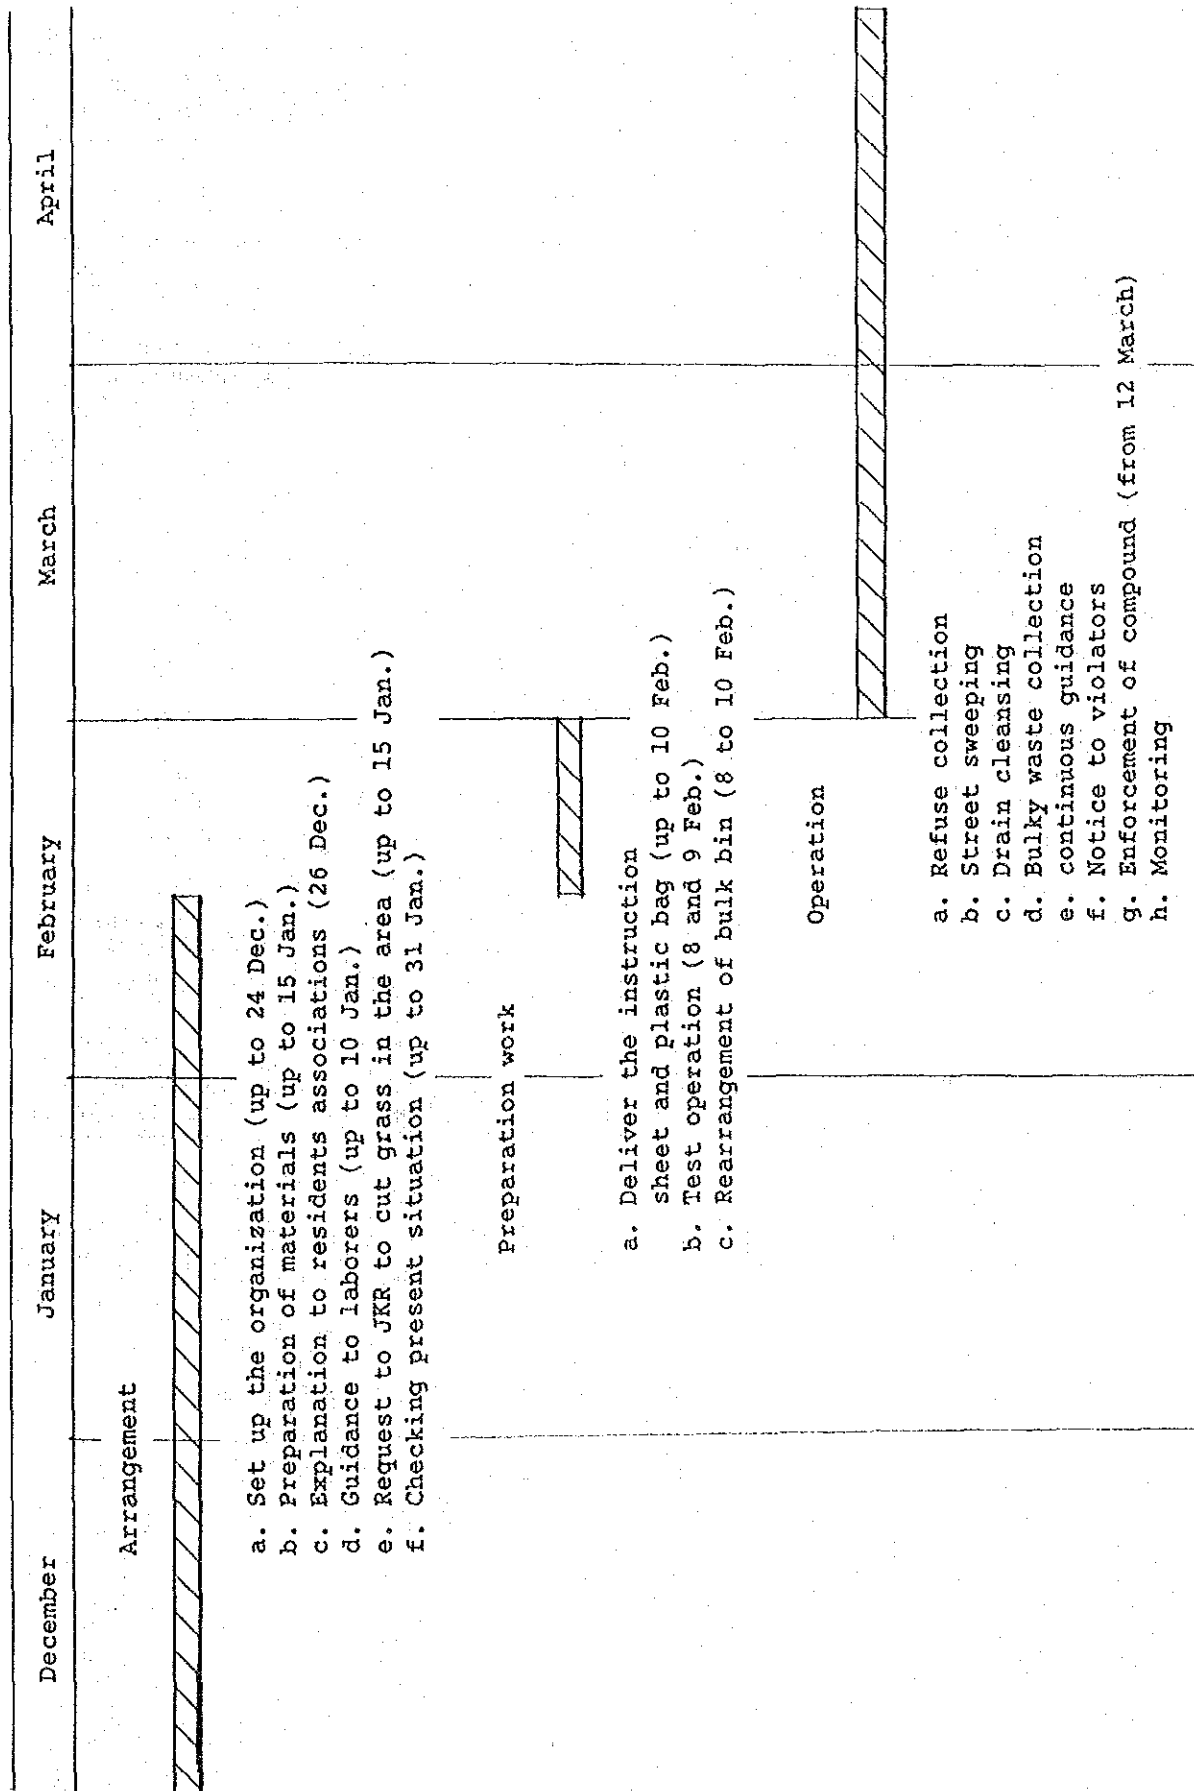 December January February March April
Arrangement
a. Set up the organization (up to 24 Dec.)
b. Preparation of materials (up to 15 Jan.)
c. Explanation to residents associations (26 Dec.)
d. Guidance to laborers (up to 10 Jan.)
e. Request to JKR to cut grass in the area (up to 15 Jan.)
f. Checking present situation (up to 31 Jan.)
Preparation work
a. Deliver the instruction
sheet and plastic bag (up to 10 Feb.)
b. Test operation (8 and 9 Feb.)
c. Rearrangement of bulk bin (8 to 10 Feb.)
Operation
a. Refuse collection
b. Street sweeping
c. Drain cleansing
d. Bulky waste collection
e. continuous guidance
f. Notice to violators
g. Enforcement of compound (from 12 March)
h. Monitoring